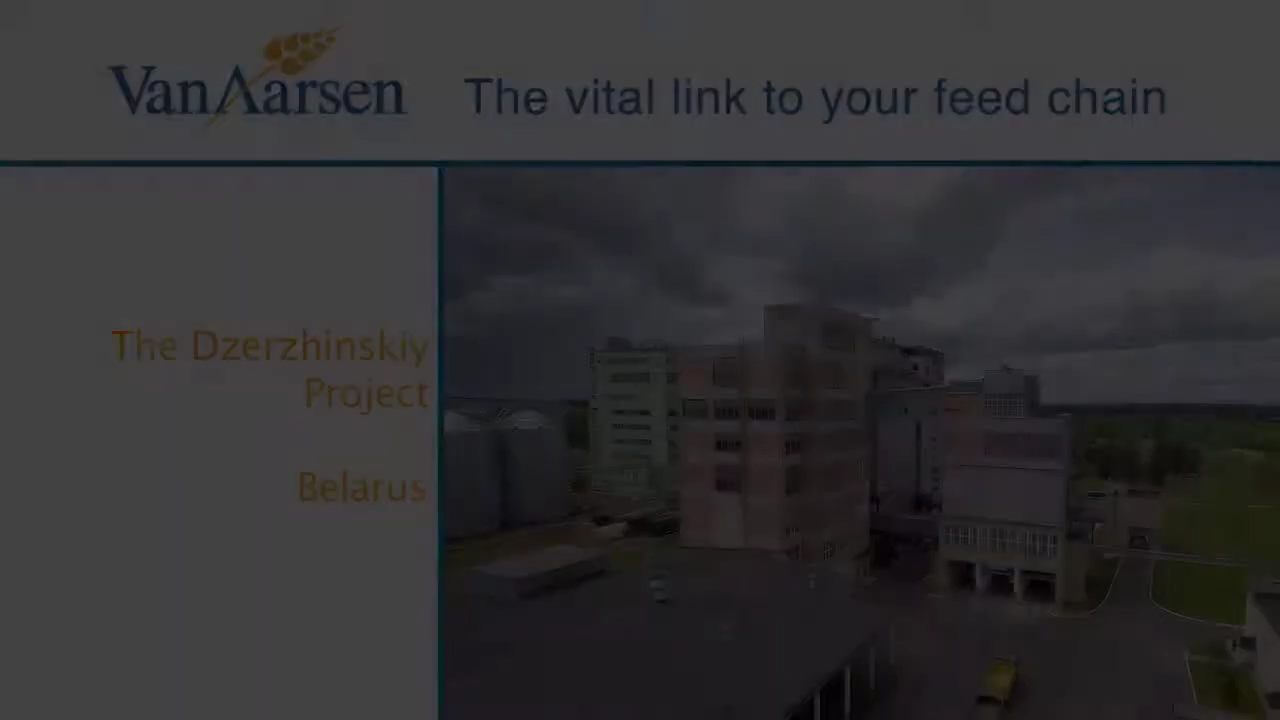 VanAarsen
The vital link to your feed chain
The Dzerzhinskiy
Project
Belarus